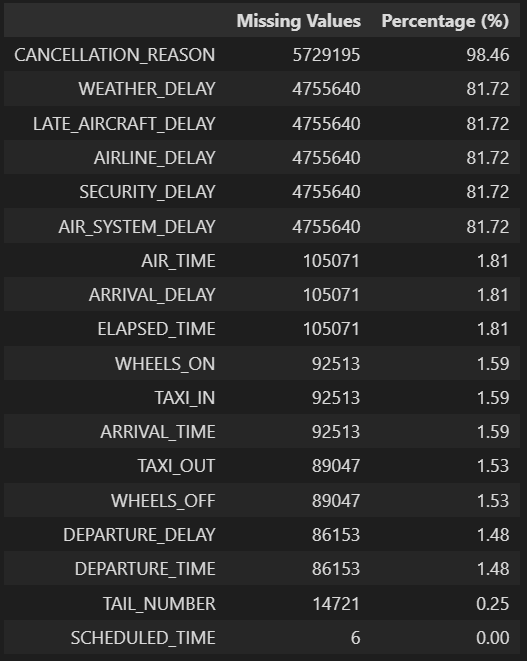 Missing Values Percentage (%)
CANCELLATION_REASON 5729195 98.46
WEATHER_DELAY 4755640 81.72
LATE_AIRCRAFT_DELAY 4755640 81.72
AIRLINE_DELAY 4755640 81.72
SECURITY_DELAY 4755640 81.72
AIR_SYSTEM_DELAY 4755640 81.72
AIR_TIME 105071 1.81
ARRIVAL_DELAY 105071 1.81
ELAPSED_TIME 105071 1.81
WHEELS_ON 92513 1.59
TAXI_IN 92513 1.59
ARRIVAL_TIME 92513 1.59
TAXI_OUT 89047 1.53
WHEELS_OFF 89047 1.53
DEPARTURE_DELAY 86153 1.48
DEPARTURE_TIME 86153 1.48
TAIL_NUMBER 14721 0.25
SCHEDULED_TIME 6 0.00